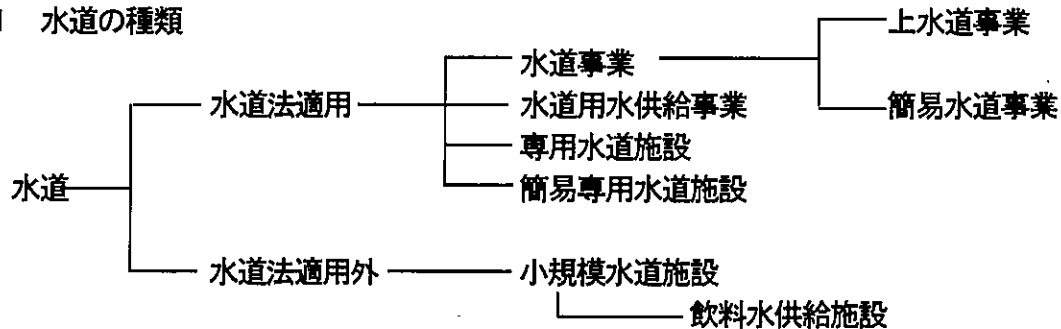 水道の種類
上水道事業
水道事業
水道法適用
水道用水供給事業
簡易水道事業
専用水道施設
水道
簡易専用水道施設
水道法適用外
小規模水道施設
飲料水供給施設